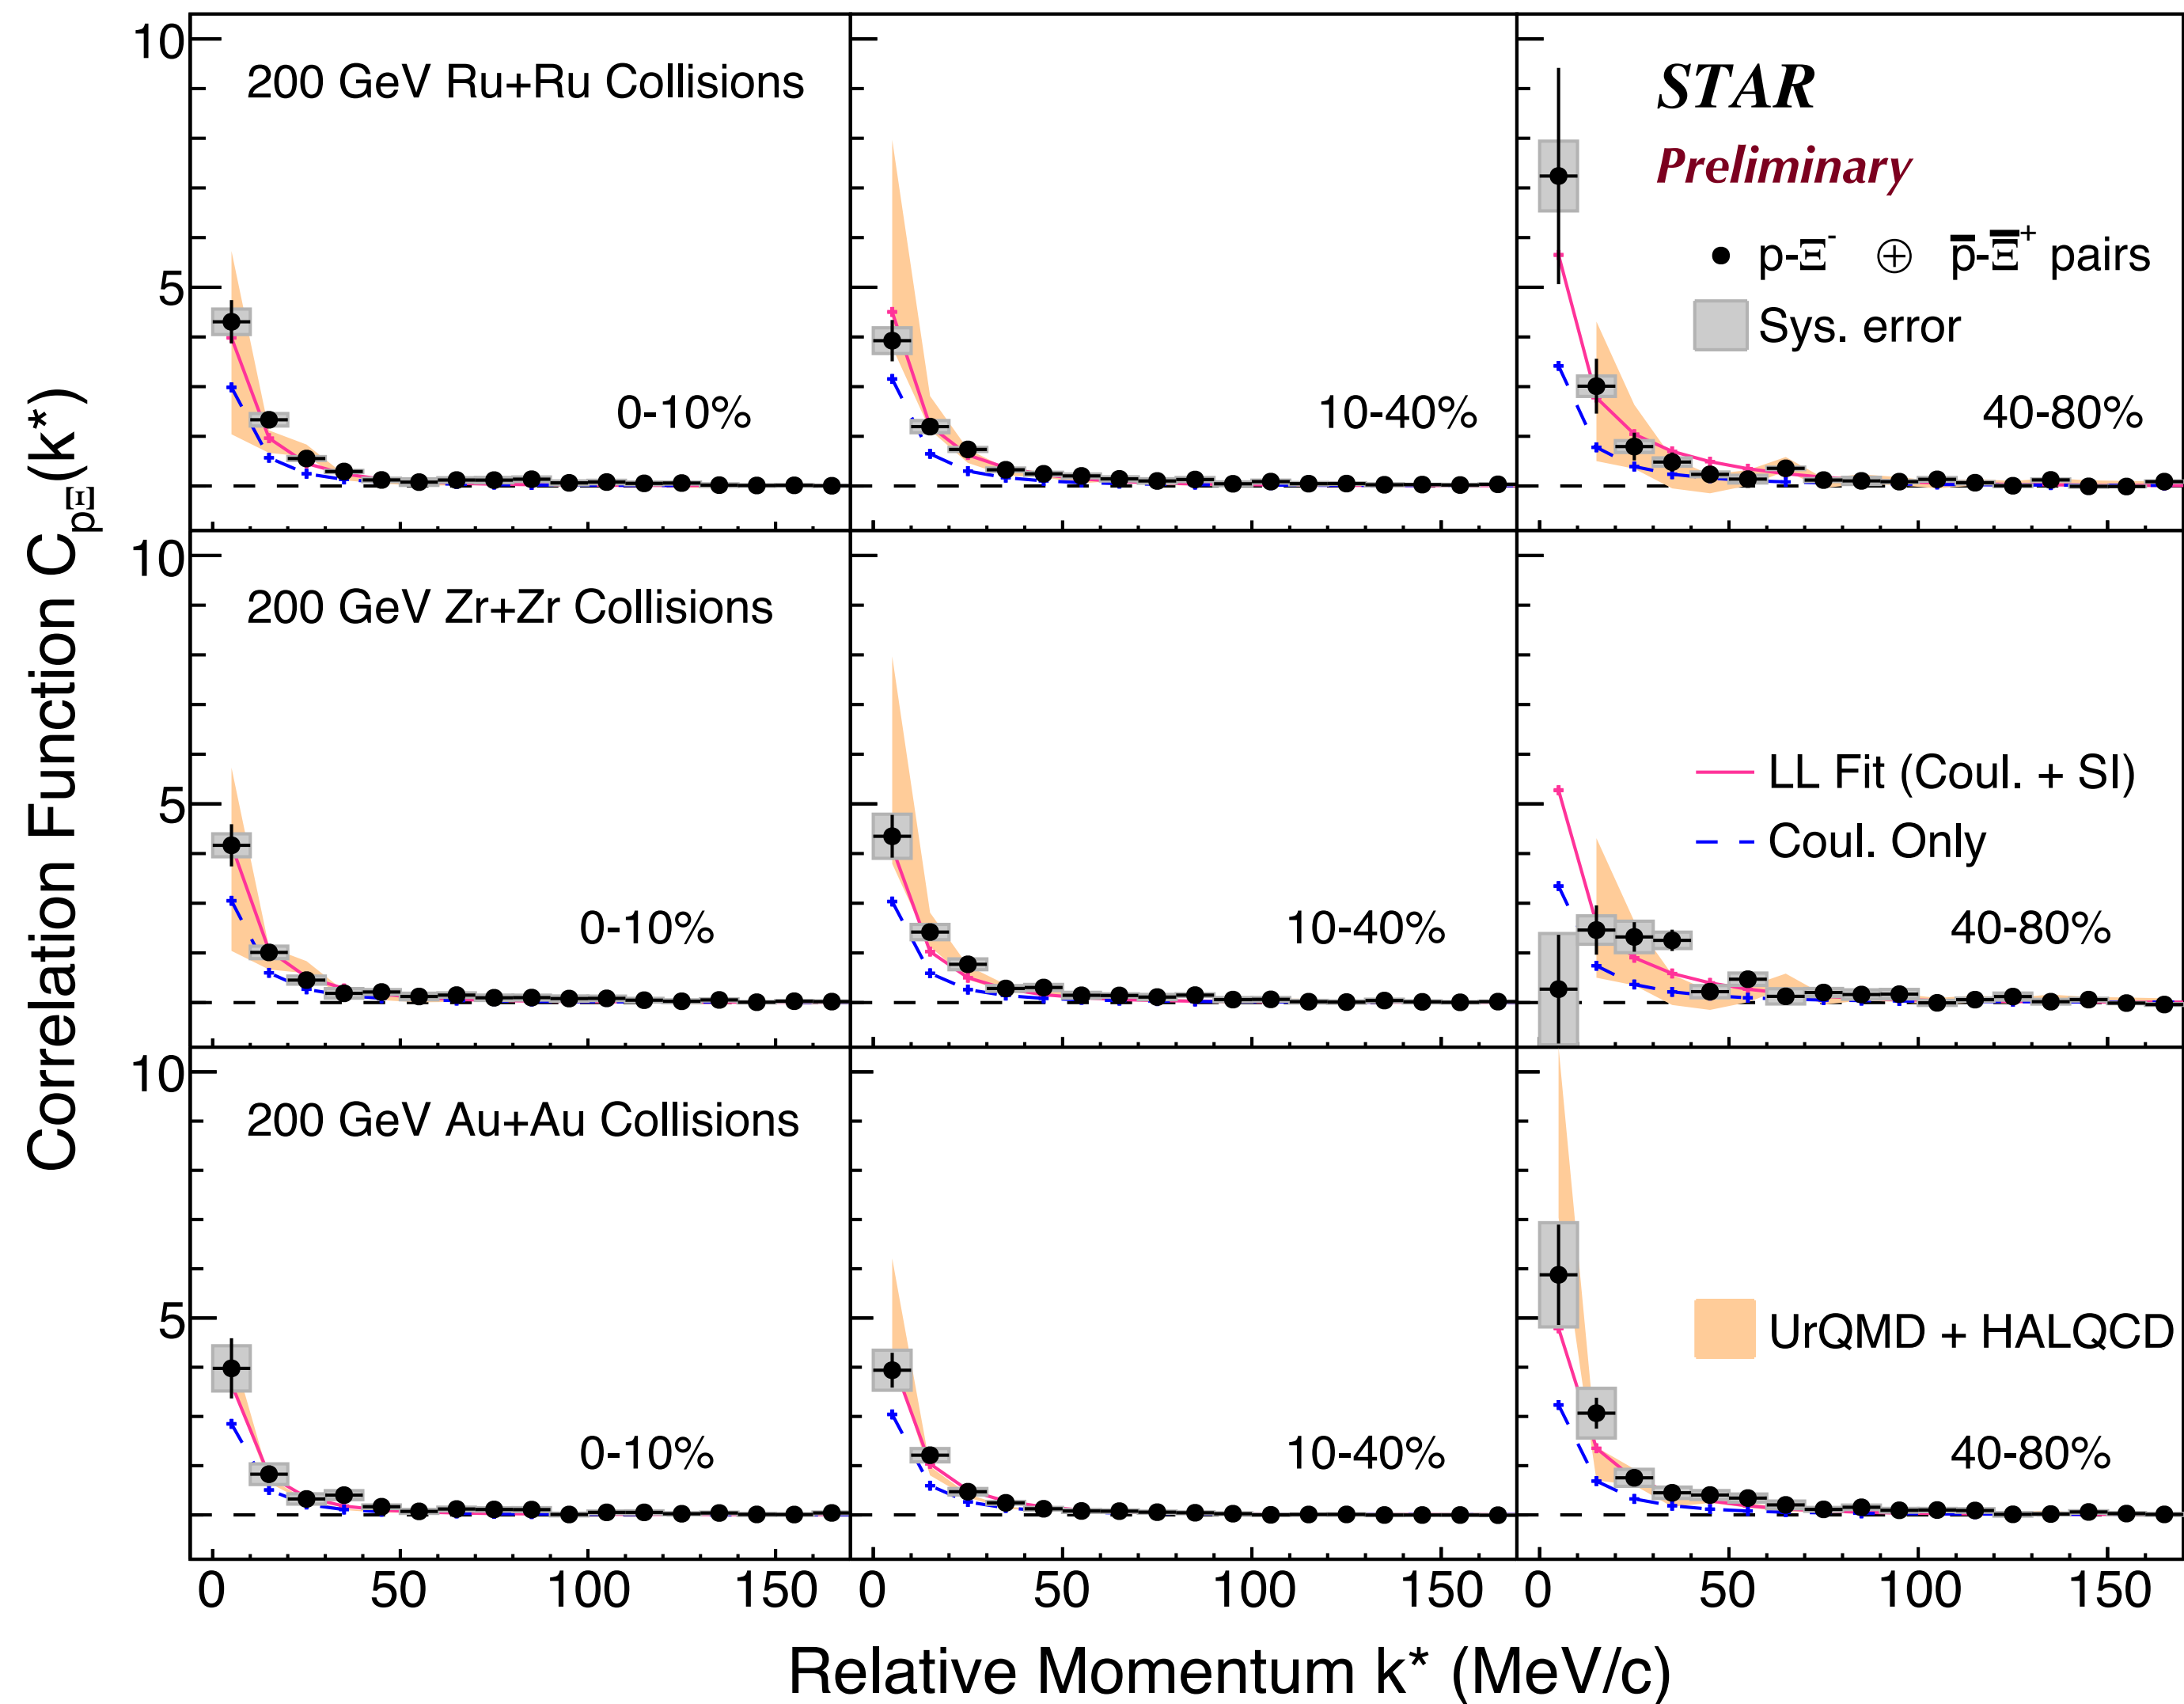 Correlation Function C_pΞ(k*)
10
5
200 GeV Ru+Ru Collisions
0-10%
10-40%
STAR
Preliminary
p-Ξ⁻ ⊕ p̅-Ξ̅⁺ pairs
Sys. error
40-80%
10
5
200 GeV Zr+Zr Collisions
0-10%
10-40%
LL Fit (Coul. + SI)
Coul. Only
40-80%
10
5
200 GeV Au+Au Collisions
0-10%
10-40%
UrQMD + HALQCD
40-80%
0 50 100 150 0 50 100 150 0 50 100 150
Relative Momentum k* (MeV/c)